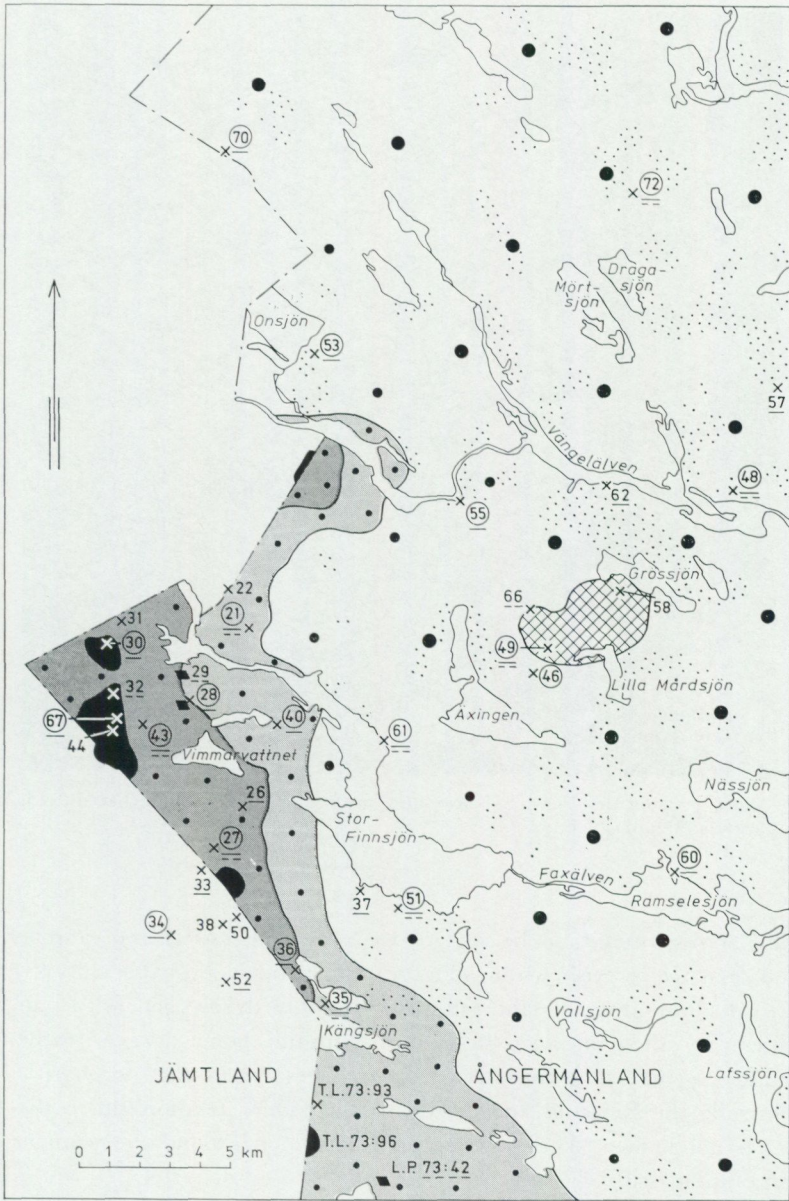 70
72
Draga-
sjön
Mört-
sjön
Onsjön
53
57
Vängelälven
48
62
55
Grössjön
22
66
58
31
21
30
49
46
29
32
28
Lilla Mårdsjön
67
40
Axingen
43
61
44
Vimmarvattnet
Nässjön
26
Stor-
Finnsjön
27
60
33
Faxälven
37
51
Ramselesjön
34
38
50
36
52
35
Vallsjön
Kängsjön
JÄMTLAND
ÅNGERMANLAND
Lafssjön
T.L.73:93
T.L.73:96
0 1 2 3 4 5 km
L.P. 73:42